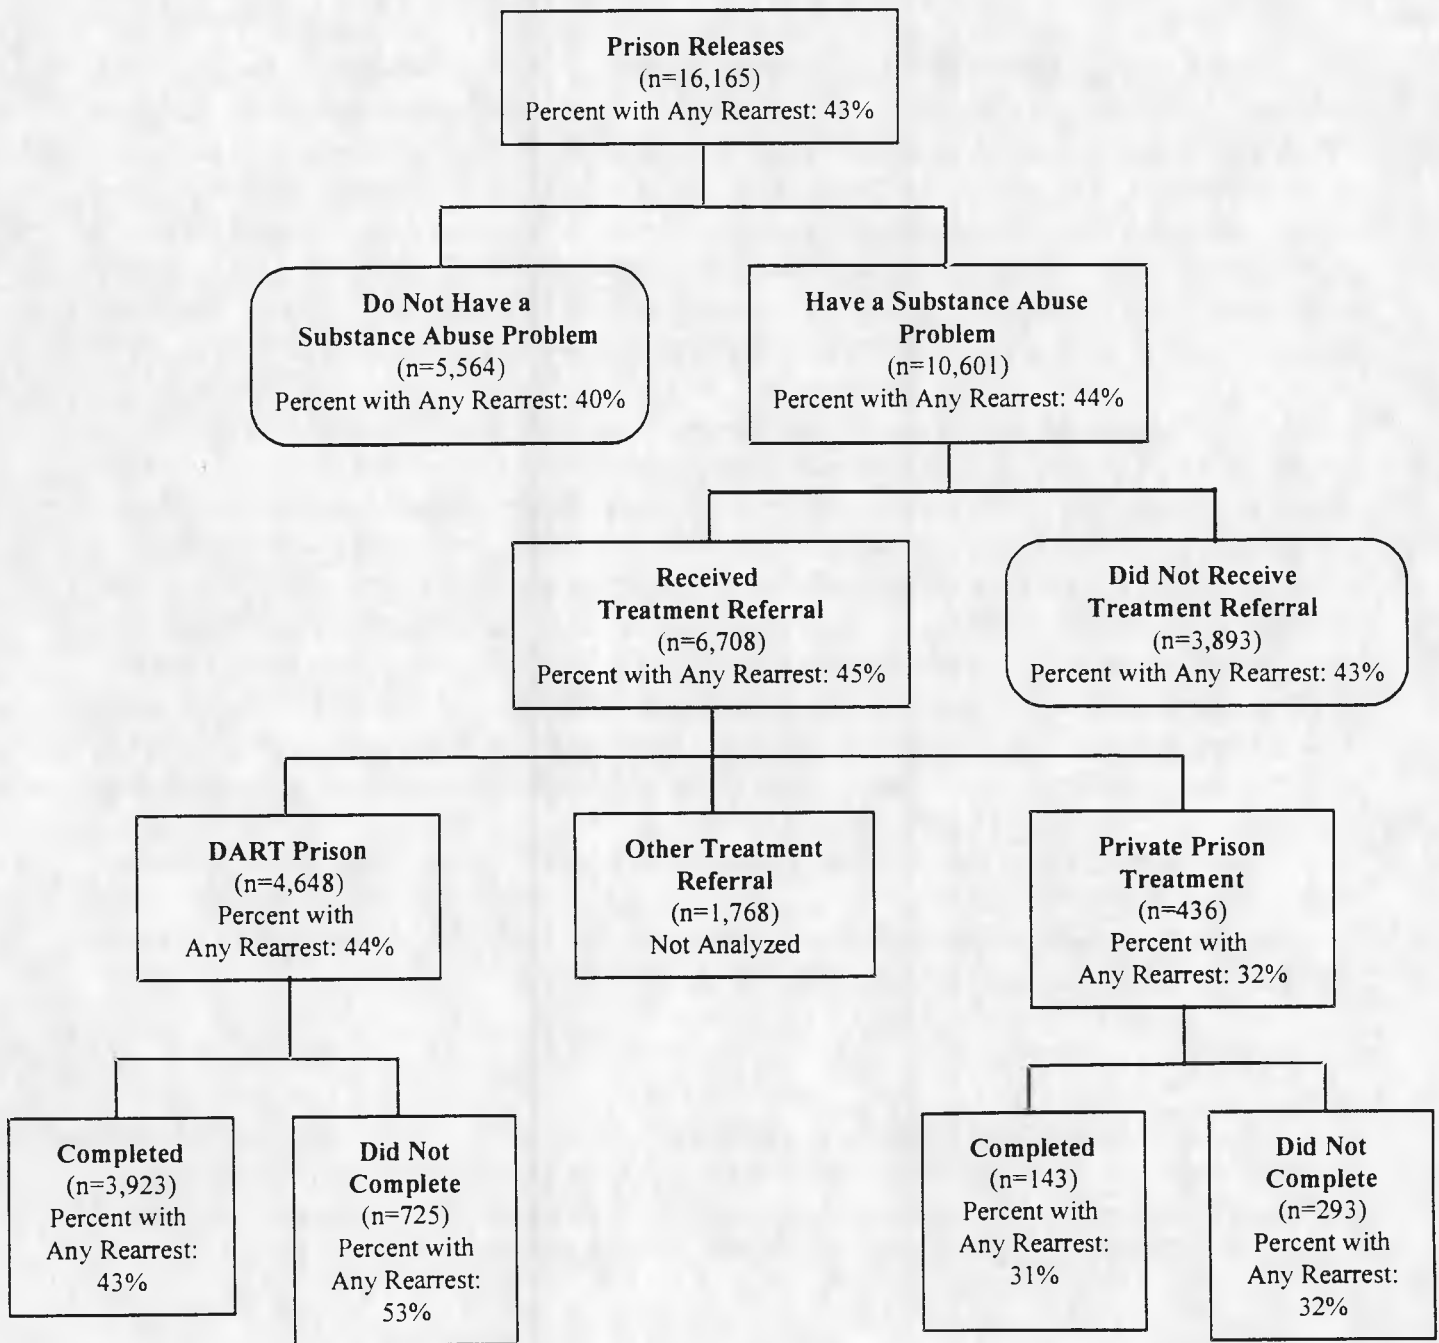 Prison Releases
(n=16,165)
Percent with Any Rearrest: 43%
Do Not Have a
Substance Abuse Problem
(n=5,564)
Percent with Any Rearrest: 40%
Have a Substance Abuse
Problem
(n=10,601)
Percent with Any Rearrest: 44%
Received
Treatment Referral
(n=6,708)
Percent with Any Rearrest: 45%
Did Not Receive
Treatment Referral
(n=3,893)
Percent with Any Rearrest: 43%
DART Prison
(n=4,648)
Percent with
Any Rearrest: 44%
Other Treatment
Referral
(n=1,768)
Not Analyzed
Private Prison
Treatment
(n=436)
Percent with
Any Rearrest: 32%
Completed
(n=3,923)
Percent with
Any Rearrest:
43%
Did Not
Complete
(n=725)
Percent with
Any Rearrest:
53%
Completed
(n=143)
Percent with
Any Rearrest:
31%
Did Not
Complete
(n=293)
Percent with
Any Rearrest:
32%